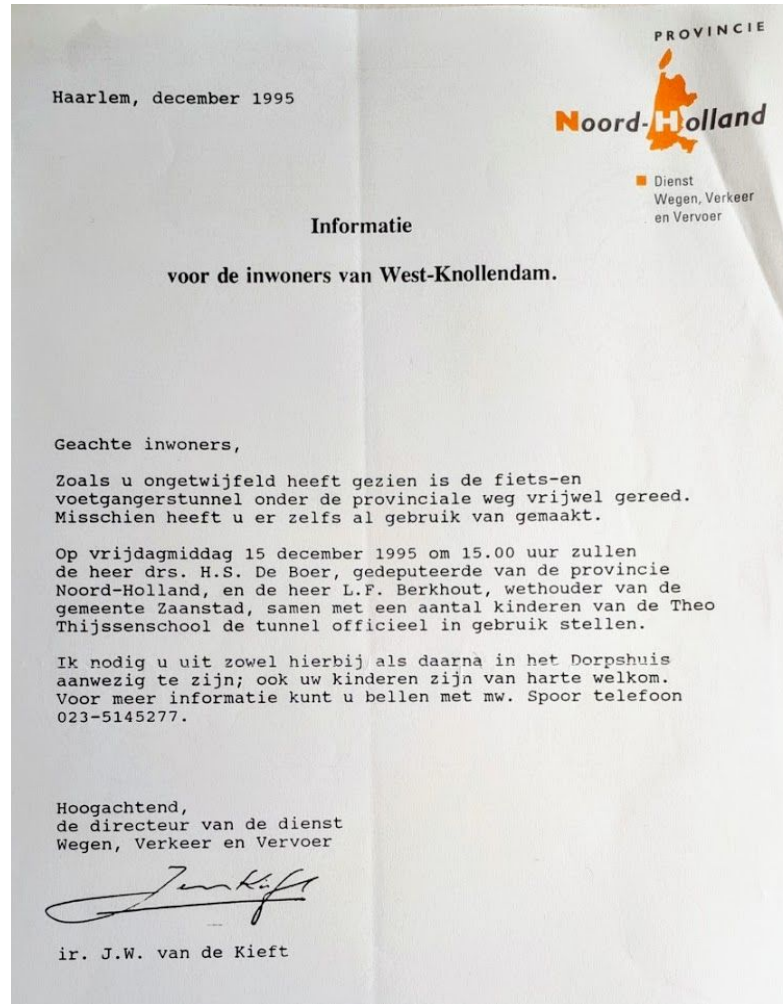 PROVINCIE
Noord-Holland
Dienst
Wegen, Verkeer
en Vervoer
Haarlem, december 1995
Informatie
voor de inwoners van West-Knollendam.
Geachte inwoners,
Zoals u ongetwijfeld heeft gezien is de fiets-en
voetgangerstunnel onder de provinciale weg vrijwel gereed.
Misschien heeft u er zelfs al gebruik van gemaakt.
Op vrijdagmiddag 15 december 1995 om 15.00 uur zullen
de heer drs. H.S. De Boer, gedeputeerde van de provincie
Noord-Holland, en de heer L.F. Berkhout, wethouder van de
gemeente Zaanstad, samen met een aantal kinderen van de Theo
Thijssenschool de tunnel officieel in gebruik stellen.
Ik nodig u uit zowel hierbij als daarna in het Dorpshuis
aanwezig te zijn; ook uw kinderen zijn van harte welkom.
Voor meer informatie kunt u bellen met mw. Spoor telefoon
023-5145277.
Hoogachtend,
de directeur van de dienst
Wegen, Verkeer en Vervoer
ir. J.W. van de Kieft